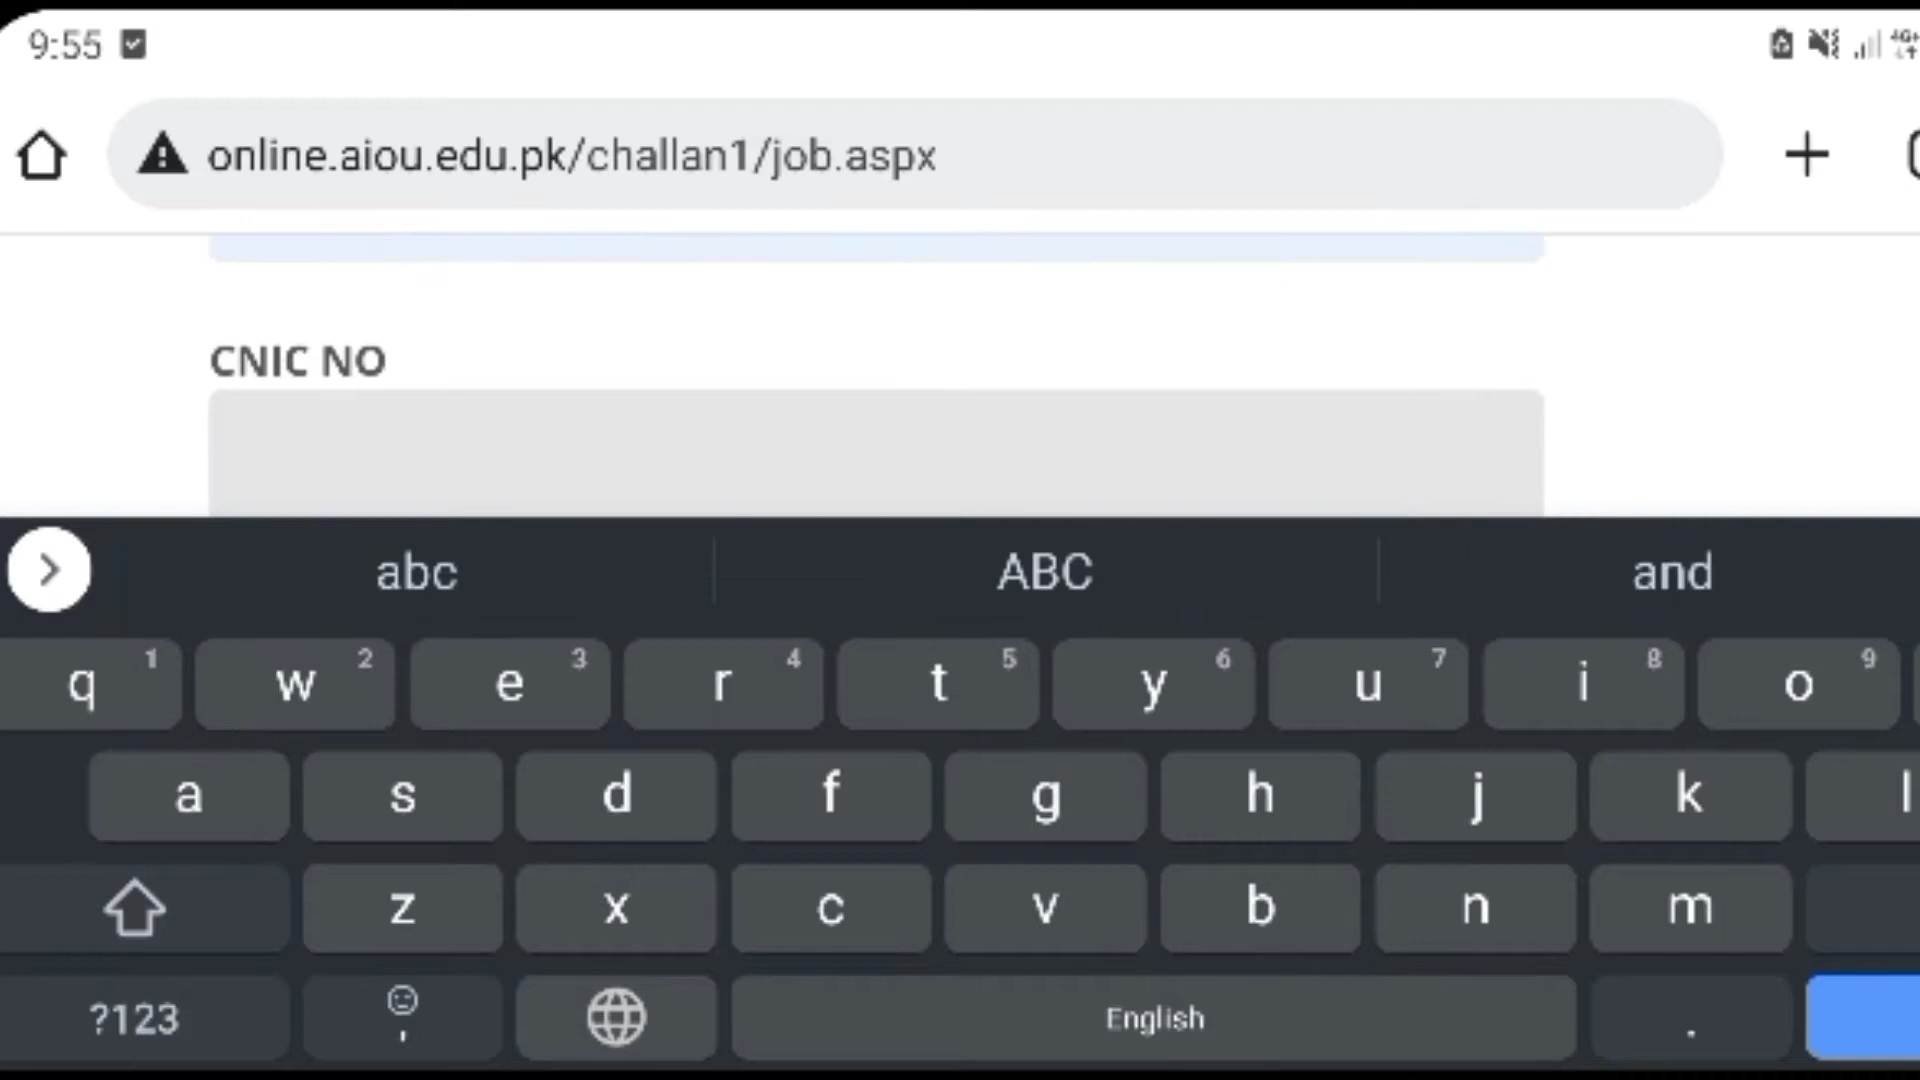 9:55
4G+
online.aiou.edu.pk/challan1/job.aspx
CNIC NO
abc ABC and
q 1 w 2 e 3 r 4 t 5 y 6 u 7 i 8 o 9
a s d f g h j k l
z x c v b n m
?123 , English .